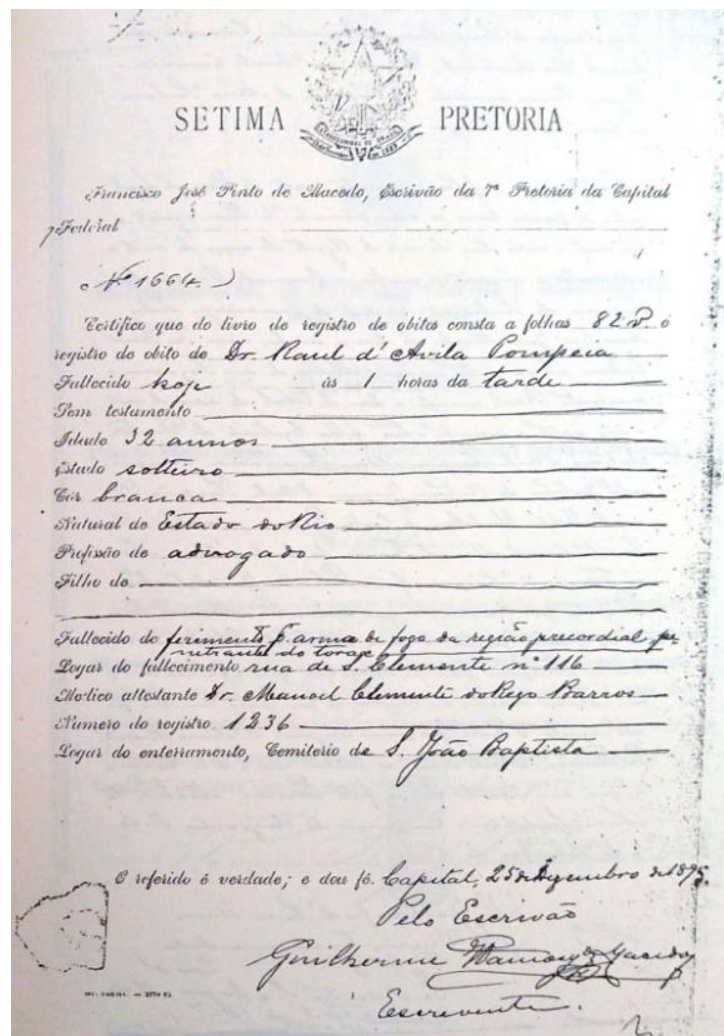 SETIMA PRETORIA
Francisco José Pinto de Macedo, Escrivão da 7ª Pretoria da Capital
Federal
Nº 1664
Certifico que do livro de registro de obitos consta a folhas 82 v. o
registro do obito de Dr. Raul d'Avila Pompeia
Fallecido hoje ás 1 horas da tarde
Sem testamento
Idade 32 annos
Estado solteiro
Côr branca
Natural do Estado do Rio
Profissão de advogado
Filho de
Fallecido de ferimento p. arma de fogo da região precordial pe-
netrante do torax
Logar do fallecimento rua de S. Clemente nº 116
Medico attestante Dr. Manoel Clemente do Rego Barros
Numero do registro 1236
Logar do enterramento, Cemiterio de S. João Baptista
O referido é verdade; e dou fé. Capital, 25 de Dezembro de 1895.
Pelo Escrivão
Guilherme de Macedo
Escrevente.